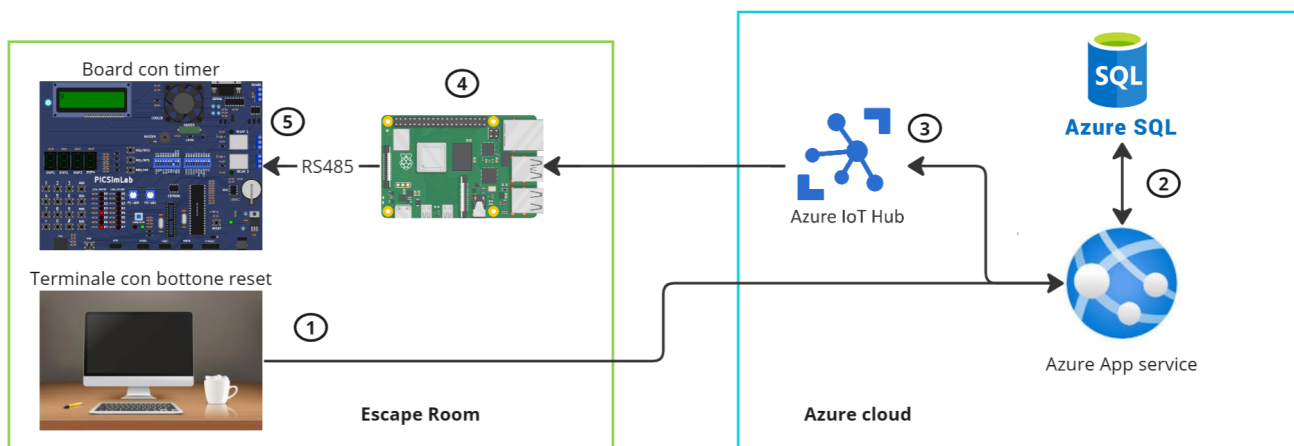 Board con timer
4
5
PICSimLab
RS485
Terminale con bottone reset
1
Escape Room
SQL
Azure SQL
3
2
Azure IoT Hub
Azure App service
Azure cloud